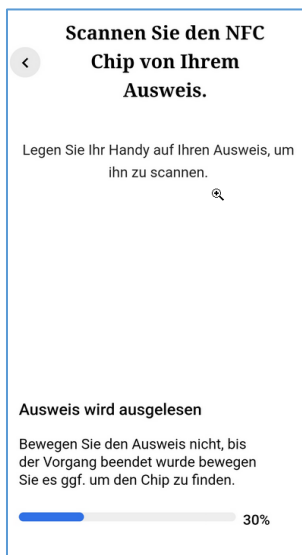 Scannen Sie den NFC
Chip von Ihrem
Ausweis.
Legen Sie Ihr Handy auf Ihren Ausweis, um
ihn zu scannen.
Ausweis wird ausgelesen
Bewegen Sie den Ausweis nicht, bis
der Vorgang beendet wurde bewegen
Sie es ggf. um den Chip zu finden.
30%